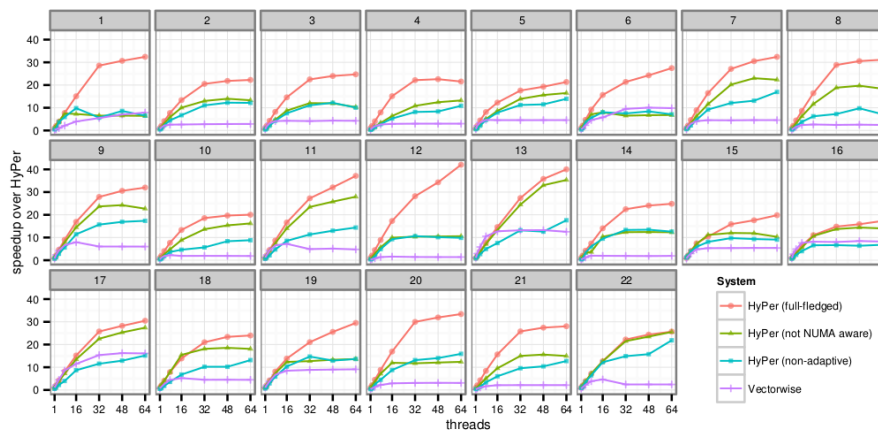 1 2 3 4 5 6 7 8
40
30
20
10
0
9 10 11 12 13 14 15 16
speedup over HyPer
40
30
20
10
0
17 18 19 20 21 22
System
40
HyPer (full-fledged)
30
HyPer (not NUMA aware)
20
HyPer (non-adaptive)
10
Vectorwise
0
1 16 32 48 64 1 16 32 48 64 1 16 32 48 64 1 16 32 48 64 1 16 32 48 64 1 16 32 48 64
threads